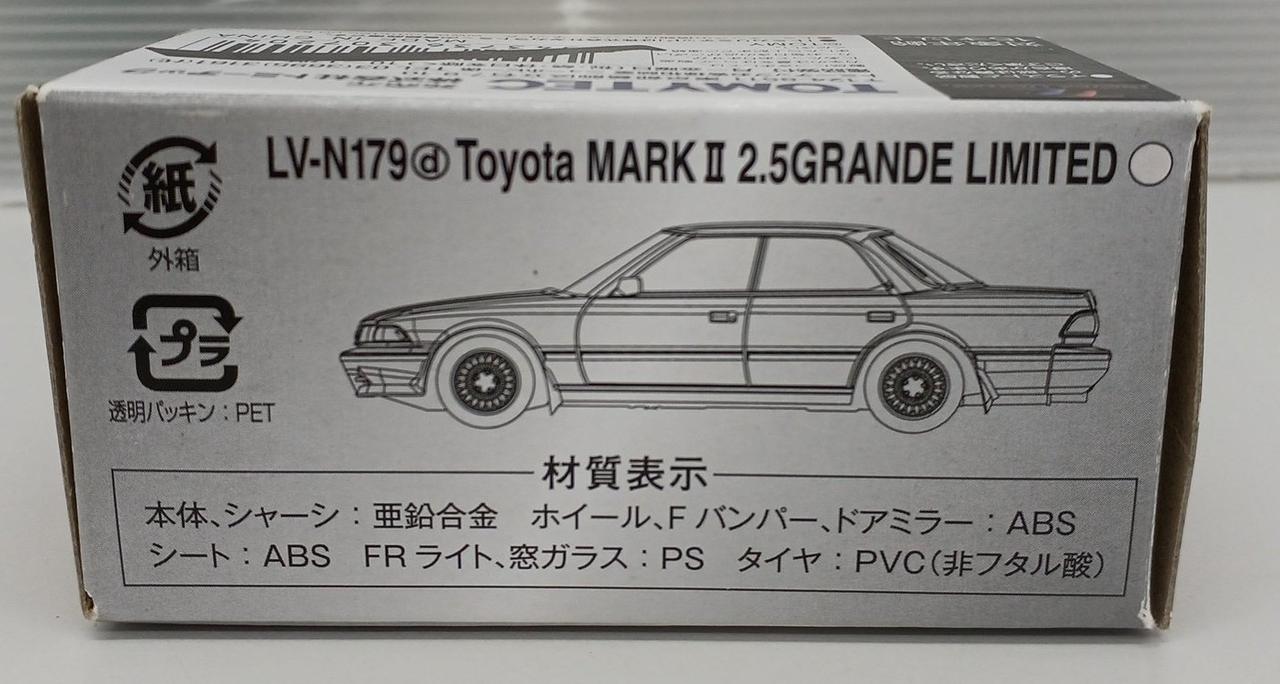 TOMYTEC
LV-N179ⓓ Toyota MARKⅡ 2.5GRANDE LIMITED
紙
外箱
プラ
透明パッキン：PET
材質表示
本体、シャーシ：亜鉛合金　ホイール、Fバンパー、ドアミラー：ABS
シート：ABS　FRライト、窓ガラス：PS　タイヤ：PVC(非フタル酸)